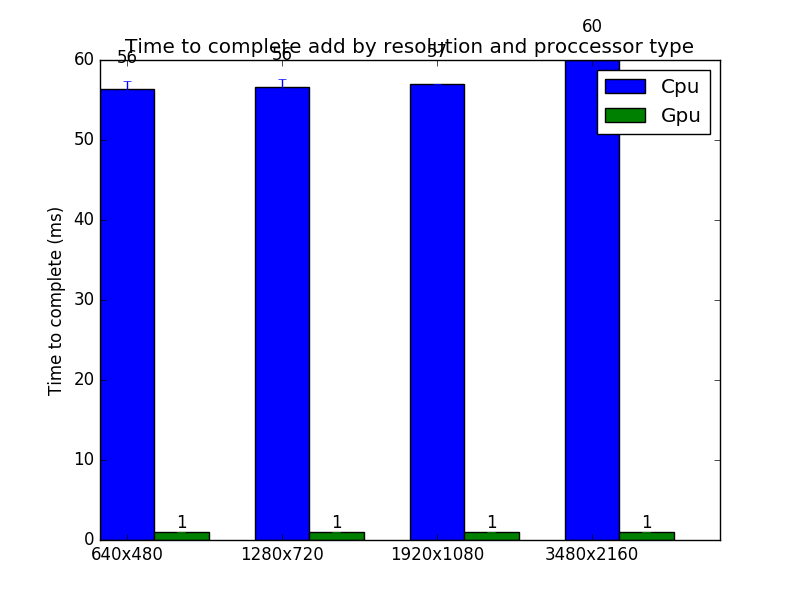 60
Time to complete add by resolution and proccessor type
56
56
57
60
Cpu
Gpu
50
40
30
20
10
0
Time to complete (ms)
1
1
1
1
640x480
1280x720
1920x1080
3480x2160